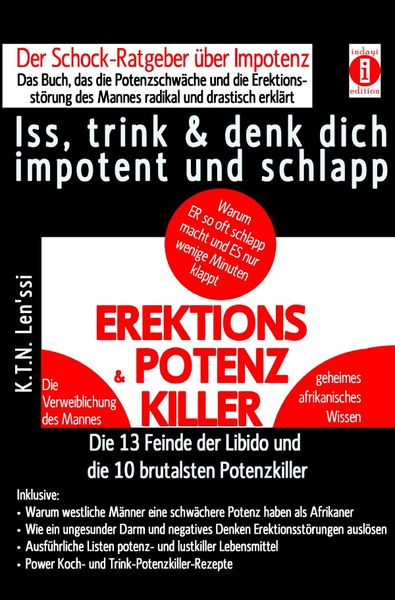 Der Schock-Ratgeber über Impotenz
Das Buch, das die Potenzschwäche und die Erektions-
störung des Mannes radikal und drastisch erklärt
indayi
i
edition
Iss, trink & denk dich
impotent und schlapp
Warum
ER so oft schlapp
macht und ES nur
wenige Minuten
klappt
K.T.N. Len'ssi
EREKTIONS
& POTENZ
KILLER
Die
Verweiblichung
des Mannes
geheimes
afrikanisches
Wissen
Die 13 Feinde der Libido und
die 10 brutalsten Potenzkiller
Inklusive:
• Warum westliche Männer eine schwächere Potenz haben als Afrikaner
• Wie ein ungesunder Darm und negatives Denken Erektionsstörungen auslösen
• Ausführliche Listen potenz- und lustkiller Lebensmittel
• Power Koch- und Trink-Potenzkiller-Rezepte